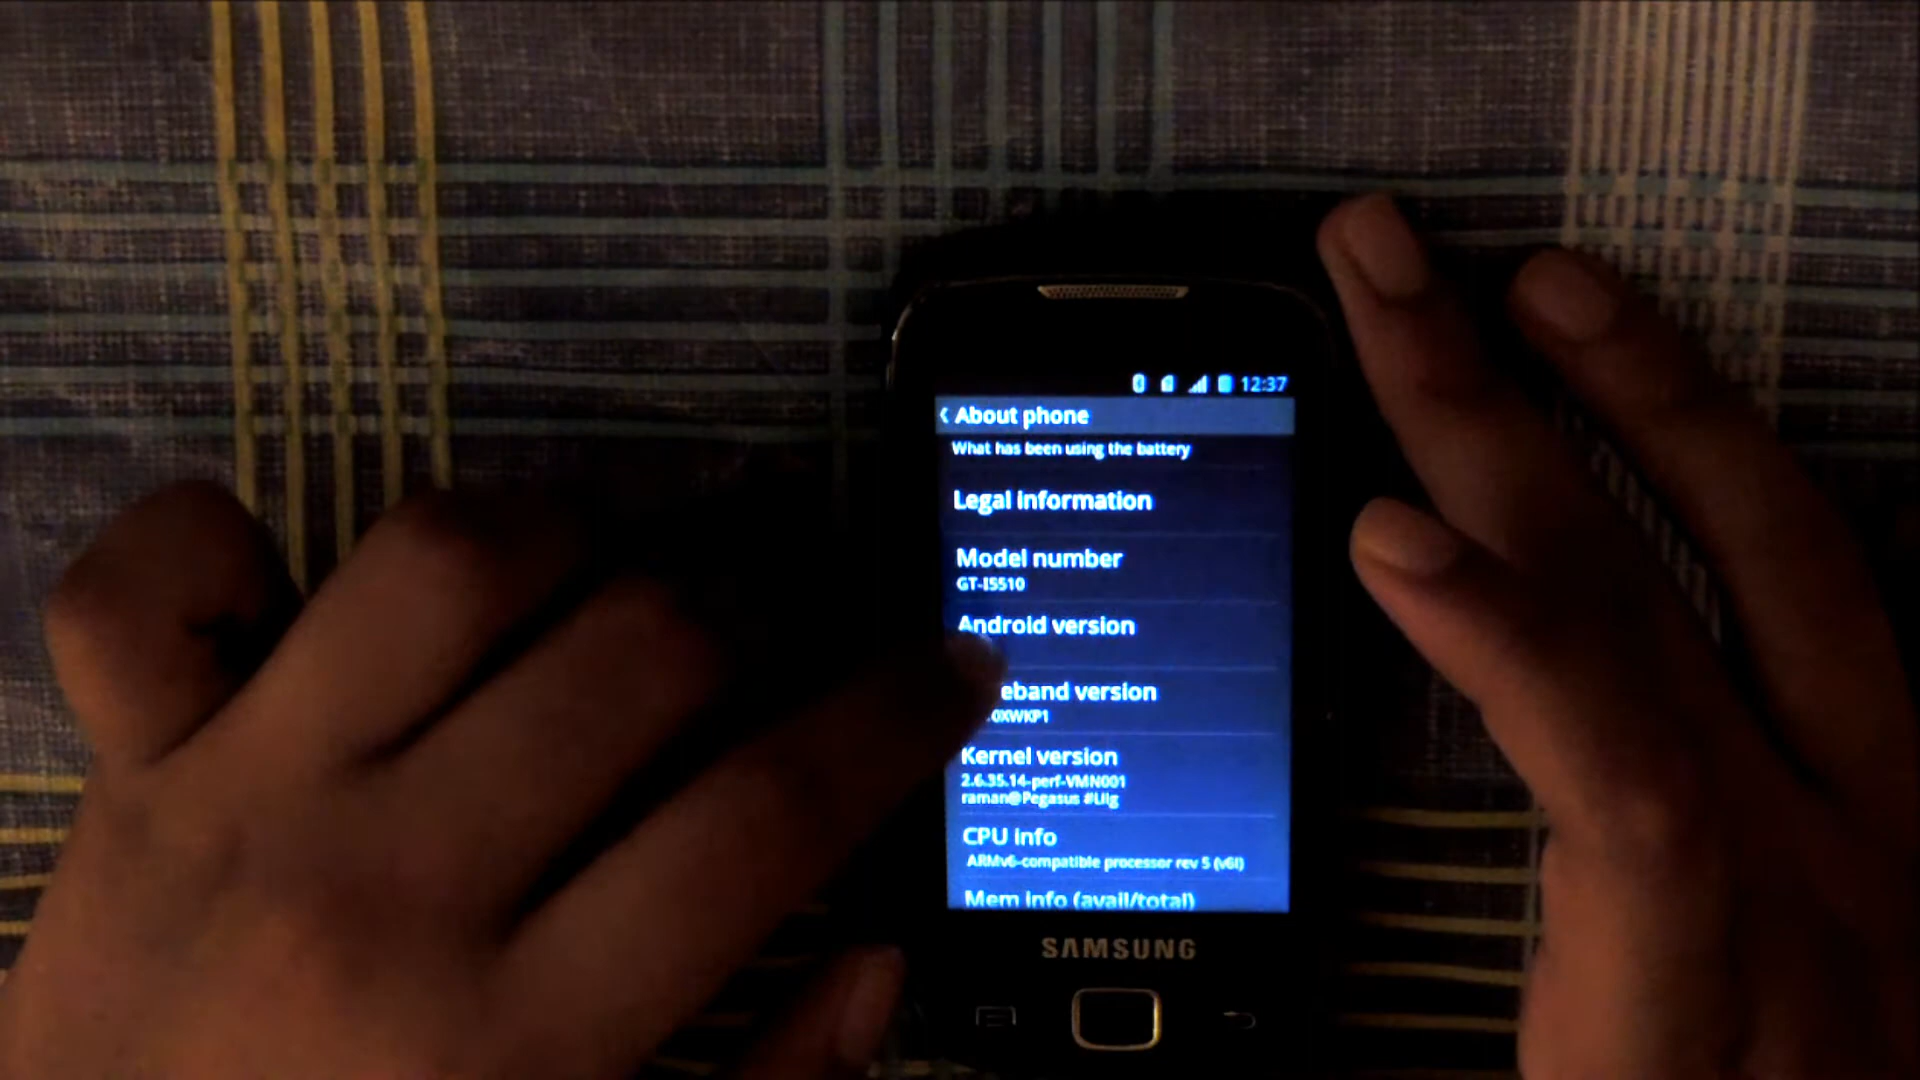 12:37
About phone
What has been using the battery
Legal information
Model number
GT-I5510
Android version
eband version
0XWKP1
Kernel version
2.6.35.14-perf-VMN001
raman@Pegasus
CPU info
ARMv6-compatible processor rev 5 (v6l)
Mem info (avail/total)
SAMSUNG